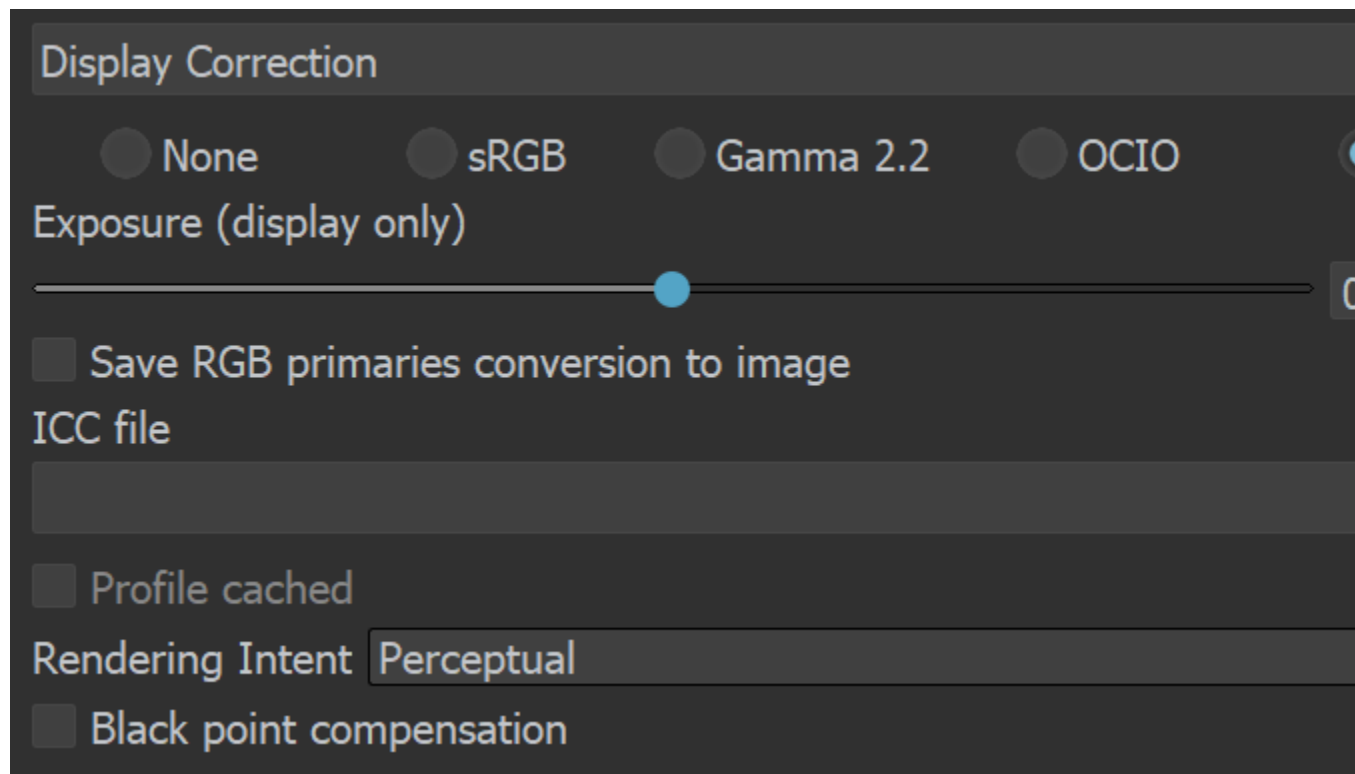 Display Correction
None sRGB Gamma 2.2 OCIO
Exposure (display only)
Save RGB primaries conversion to image
ICC file
Profile cached
Rendering Intent Perceptual
Black point compensation